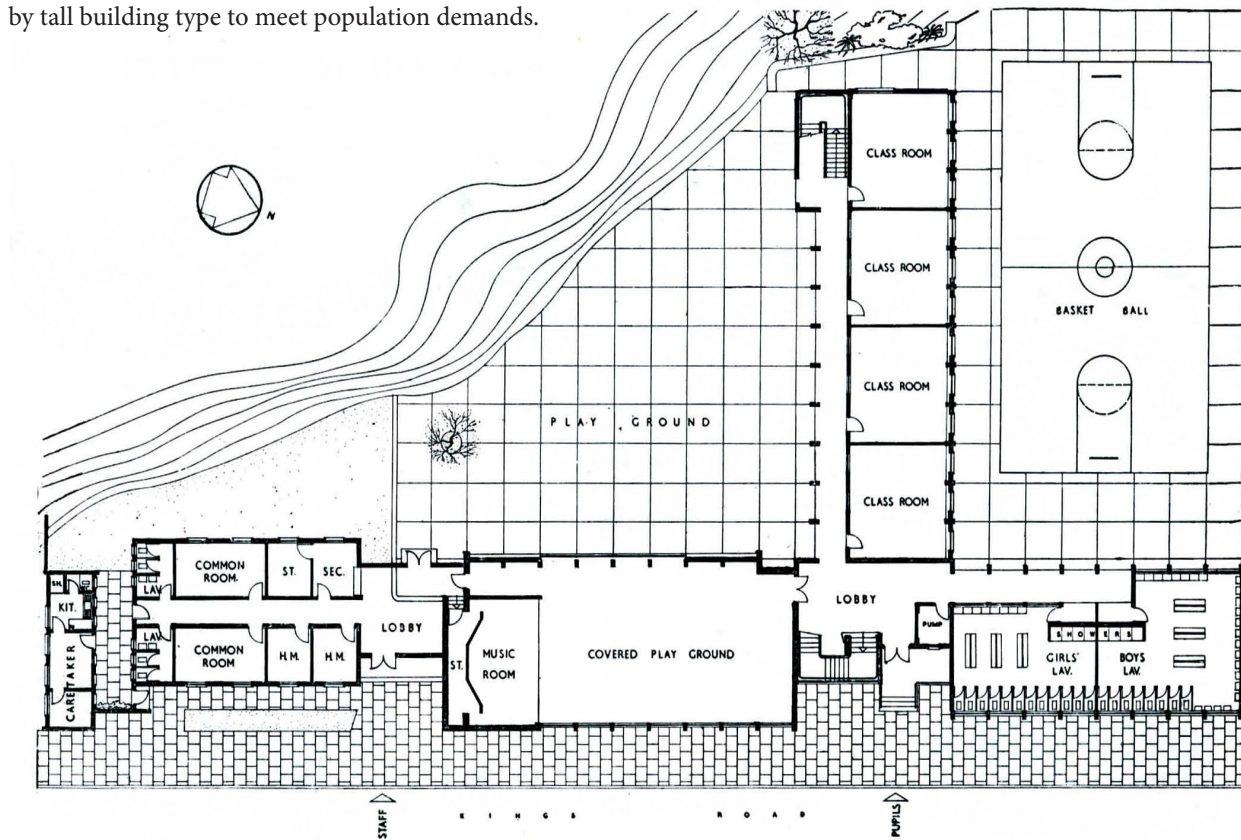 by tall building type to meet population demands.
N
CLASS ROOM
CLASS ROOM
BASKET BALL
CLASS ROOM
PLAY GROUND
CLASS ROOM
SH.
KIT.
CARETAKER
LAV
COMMON ROOM.
ST.
SEC.
LAV
COMMON ROOM
H.M.
H.M.
LOBBY
ST.
MUSIC ROOM
COVERED PLAY GROUND
LOBBY
PUMP
SHOWERS
GIRLS' LAV.
BOYS LAV.
STAFF
KINGS ROAD
PUPILS